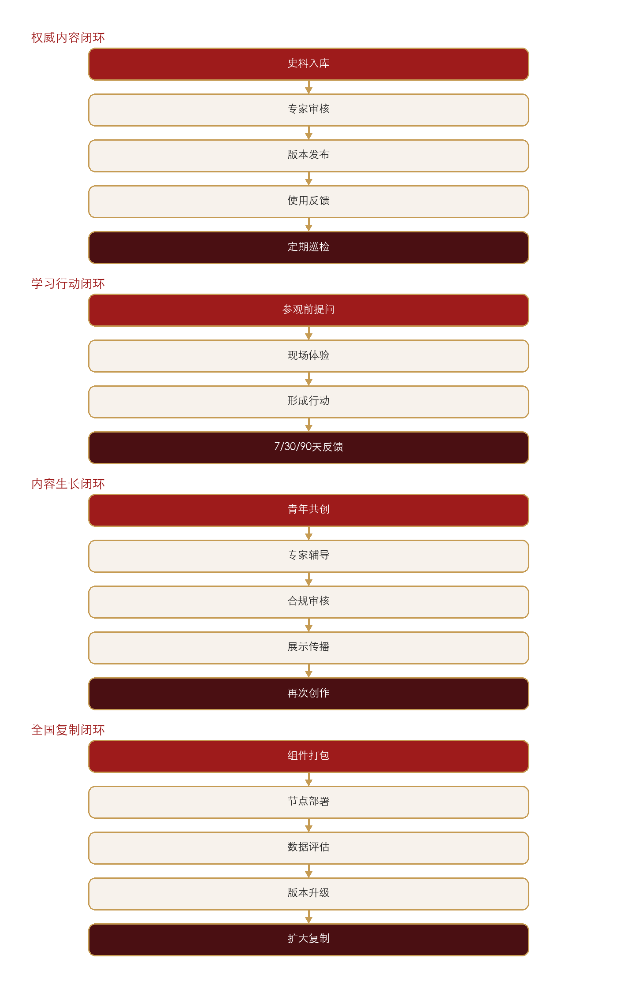 权威内容闭环
史料入库
专家审核
版本发布
使用反馈
定期巡检
学习行动闭环
参观前提问
现场体验
形成行动
7/30/90天反馈
内容生长闭环
青年共创
专家辅导
合规审核
展示传播
再次创作
全国复制闭环
组件打包
节点部署
数据评估
版本升级
扩大复制